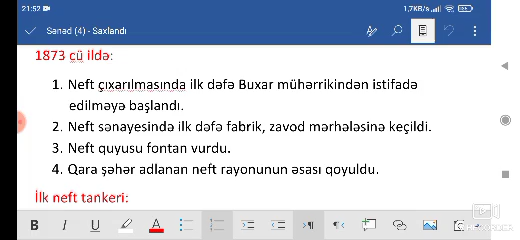 21:52
1,7KB/s
Sənəd (4) - Saxlandı
1873 cü ildə:
1. Neft çıxarılmasında ilk dəfə Buxar mühərrikindən istifadə
edilməyə başlandı.
2. Neft sənayesində ilk dəfə fabrik, zavod mərhələsinə keçildi.
3. Neft quyusu fontan vurdu.
4. Qara şəhər adlanan neft rayonunun əsası qoyuldu.
İlk neft tankeri:
B I U A